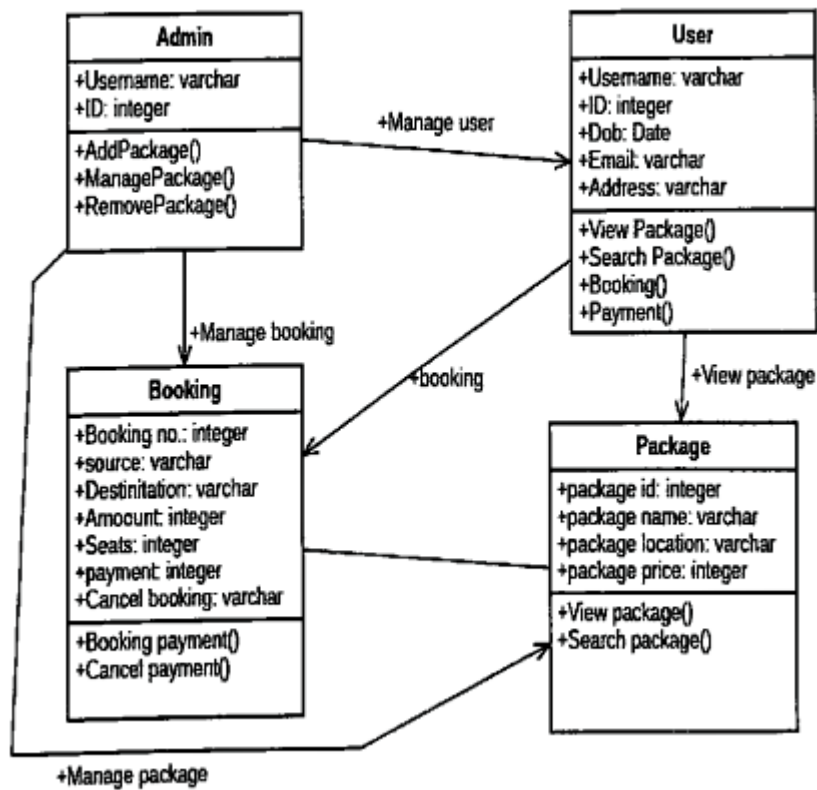 Admin
+Username: varchar
+ID: integer
+AddPackage()
+ManagePackage()
+RemovePackage()
+Manage user
User
+Username: varchar
+ID: integer
+Dob: Date
+Email: varchar
+Address: varchar
+View Package()
+Search Package()
+Booking()
+Payment()
+Manage booking
+booking
+View package
Booking
+Booking no.: integer
+source: varchar
+Destinitation: varchar
+Amocunt: integer
+Seats: integer
+payment: integer
+Cancel booking: varchar
+Booking payment()
+Cancel payment()
Package
+package id: integer
+package name: varchar
+package location: varchar
+package price: integer
+View package()
+Search package()
+Manage package